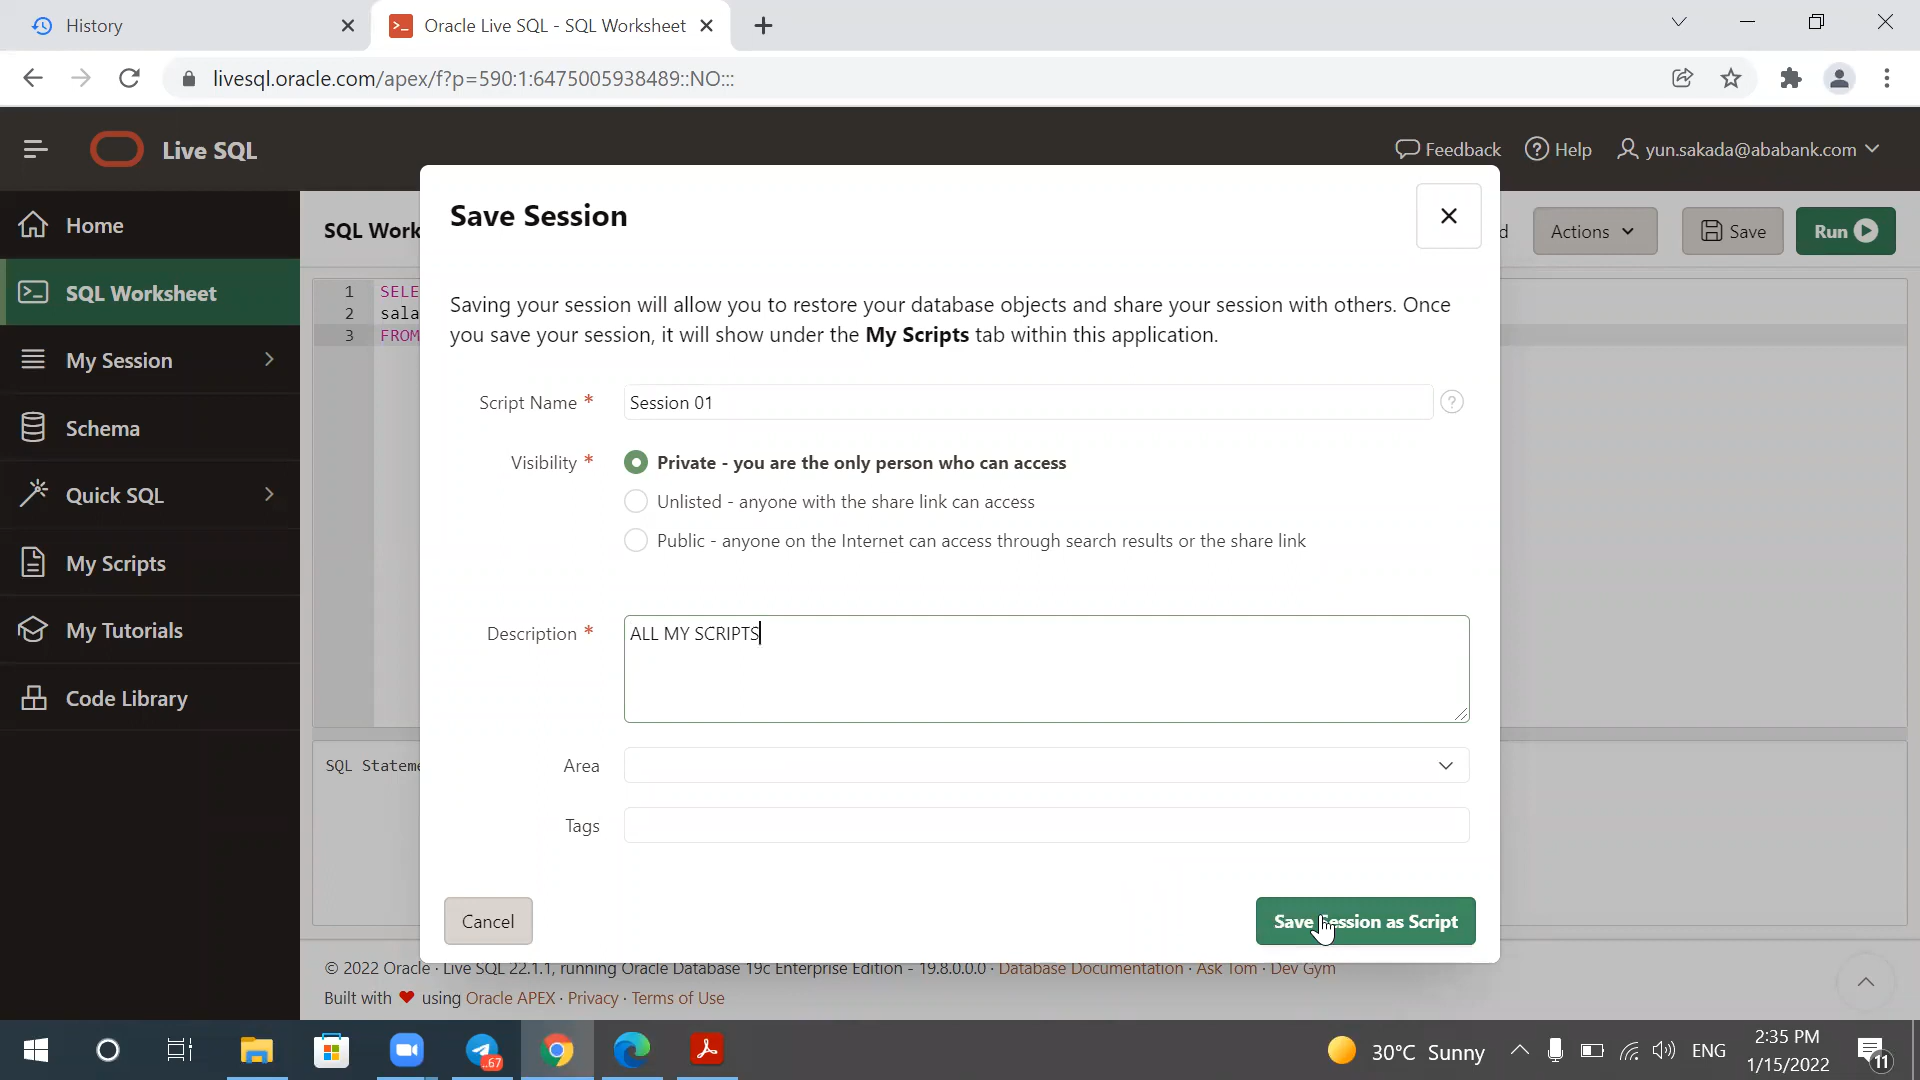 History
Oracle Live SQL - SQL Worksheet
livesql.oracle.com/apex/f?p=590:1:6475005938489::NO:::
Live SQL
Feedback
Help
yun.sakada@ababank.com
Home
SQL Worksheet
My Session
Schema
Quick SQL
My Scripts
My Tutorials
Code Library
SQL Work
Actions
Save
Run
1 SELE
2 sala
3 FROM
SQL Stateme
Save Session
Saving your session will allow you to restore your database objects and share your session with others. Once
you save your session, it will show under the My Scripts tab within this application.
Script Name * Session 01
Visibility * Private - you are the only person who can access
Unlisted - anyone with the share link can access
Public - anyone on the Internet can access through search results or the share link
Description * ALL MY SCRIPTS
Area
Tags
Cancel
Save Session as Script
© 2022 Oracle · Live SQL 22.1.1, running Oracle Database 19c Enterprise Edition - 19.8.0.0.0 · Database Documentation · Ask Tom · Dev Gym
Built with ❤ using Oracle APEX · Privacy · Terms of Use
..67
30°C Sunny
ENG
2:35 PM
1/15/2022
11